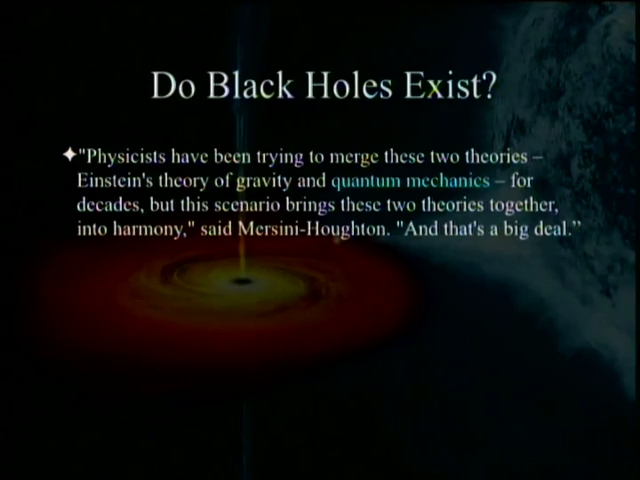 Do Black Holes Exist?
"Physicists have been trying to merge these two theories –
Einstein's theory of gravity and quantum mechanics – for
decades, but this scenario brings these two theories together,
into harmony," said Mersini-Houghton. "And that's a big deal.”